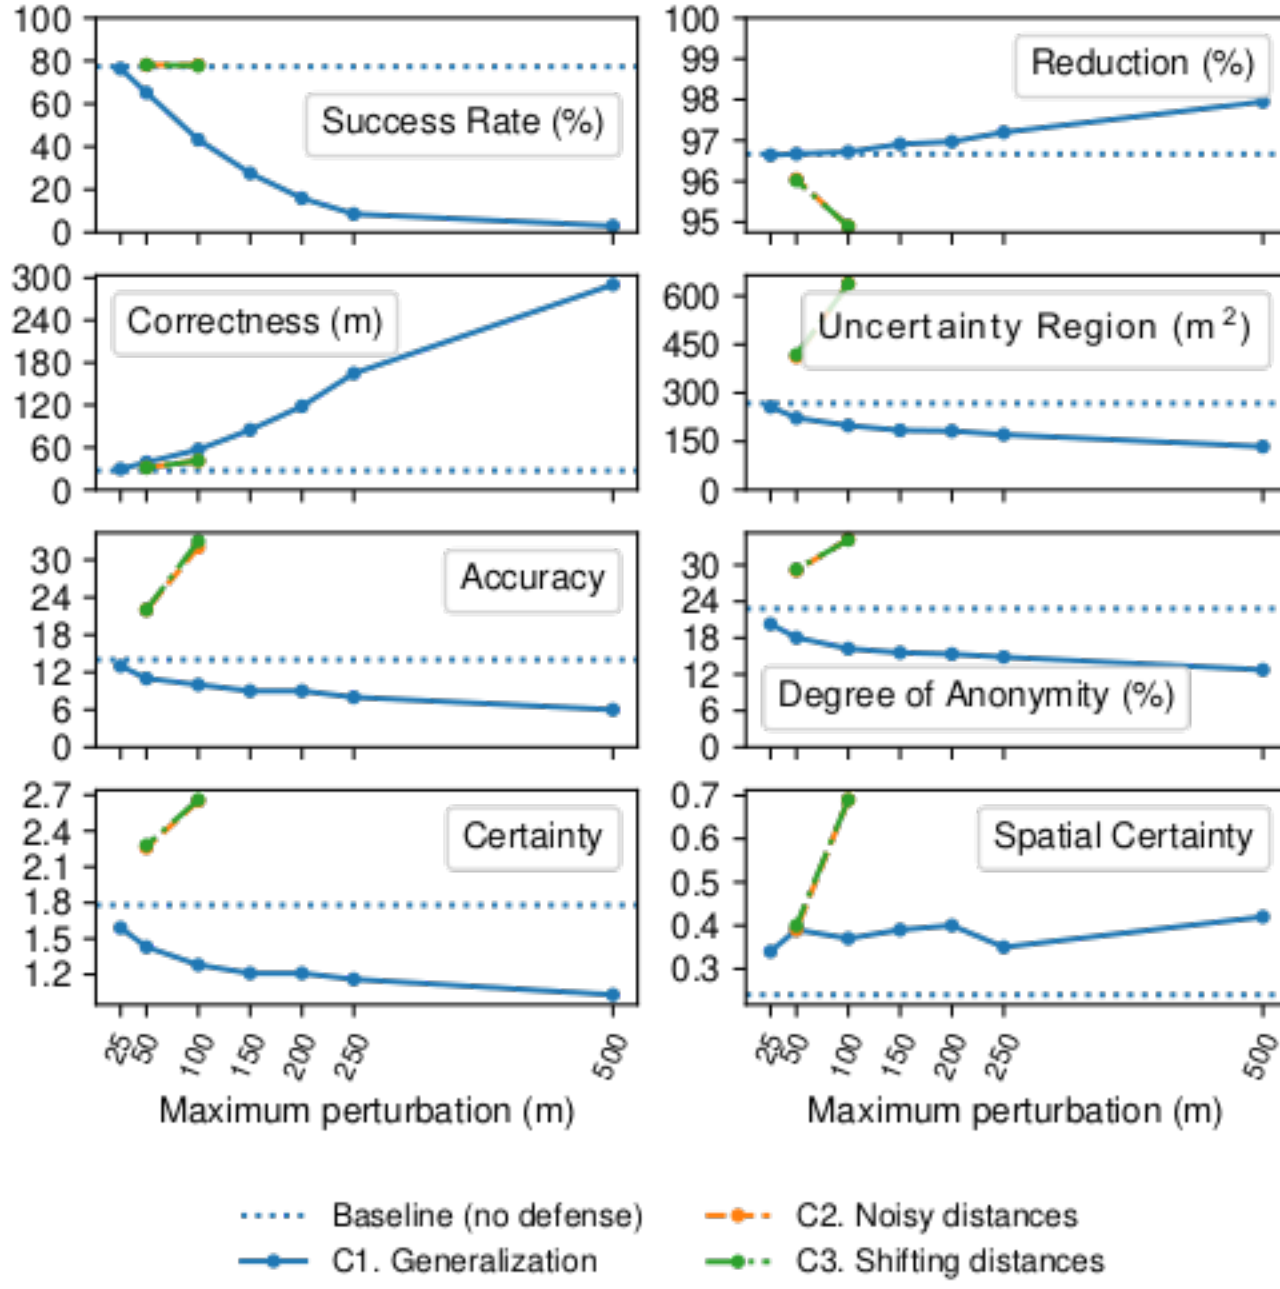 100
80
60
40
20
0
Success Rate (%)
100
99
98
97
96
95
Reduction (%)
300
240
180
120
60
0
Correctness (m)
600
450
300
150
0
Uncertainty Region (m²)
30
24
18
12
6
0
Accuracy
30
24
18
12
6
0
Degree of Anonymity (%)
2.7
2.4
2.1
1.8
1.5
1.2
Certainty
0.7
0.6
0.5
0.4
0.3
Spatial Certainty
25 50 100 150 200 250 500
Maximum perturbation (m)
25 50 100 150 200 250 500
Maximum perturbation (m)
Baseline (no defense)
C1. Generalization
C2. Noisy distances
C3. Shifting distances